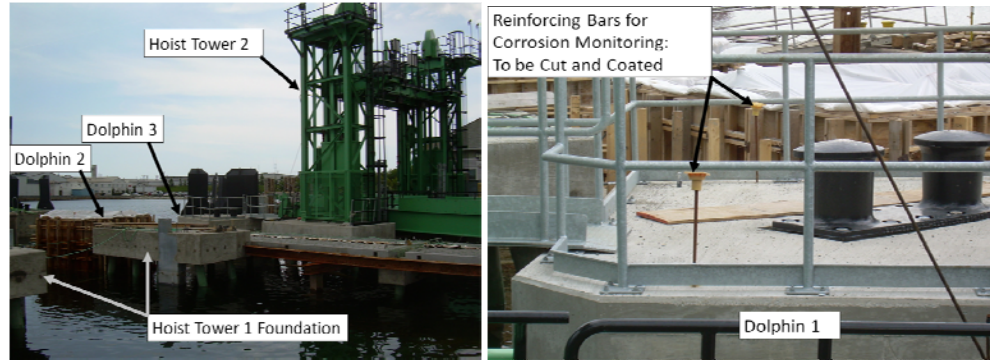 Hoist Tower 2
Dolphin 3
Dolphin 2
Hoist Tower 1 Foundation
Reinforcing Bars for
Corrosion Monitoring:
To be Cut and Coated
Dolphin 1